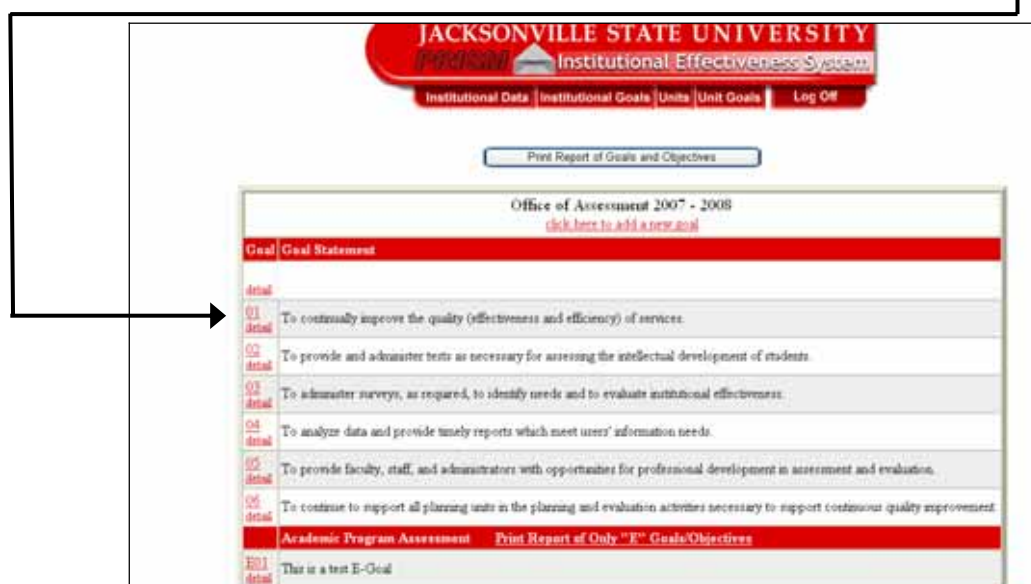 JACKSONVILLE STATE UNIVERSITY
PRISM Institutional Effectiveness System
Institutional Data Institutional Goals Units Unit Goals Log Off
Print Report of Goals and Objectives
Office of Assessment 2007 - 2008
click here to add a new goal
Goal Goal Statement
detail
01 detail To continually improve the quality (effectiveness and efficiency) of services.
02 detail To provide and administer tests as necessary for assessing the intellectual development of students.
03 detail To administer surveys, as required, to identify needs and to evaluate institutional effectiveness.
04 detail To analyze data and provide timely reports which meet users' information needs.
05 detail To provide faculty, staff, and administrators with opportunities for professional development in assessment and evaluation.
06 detail To continue to support all planning units in the planning and evaluation activities necessary to support continuous quality improvement
Academic Program Assessment Print Report of Only "E" Goals/Objectives
E01 detail This is a test E-Goal